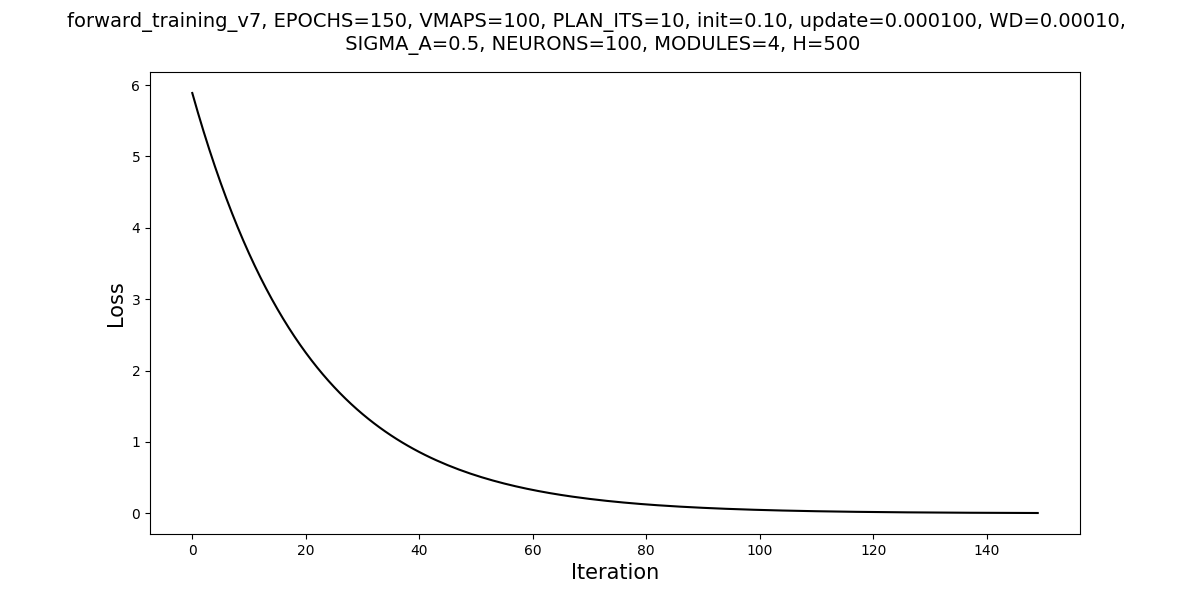 forward_training_v7, EPOCHS=150, VMAPS=100, PLAN_ITS=10, init=0.10, update=0.000100, WD=0.00010,
SIGMA_A=0.5, NEURONS=100, MODULES=4, H=500
6
5
4
3
2
1
0
Loss
0 20 40 60 80 100 120 140
Iteration